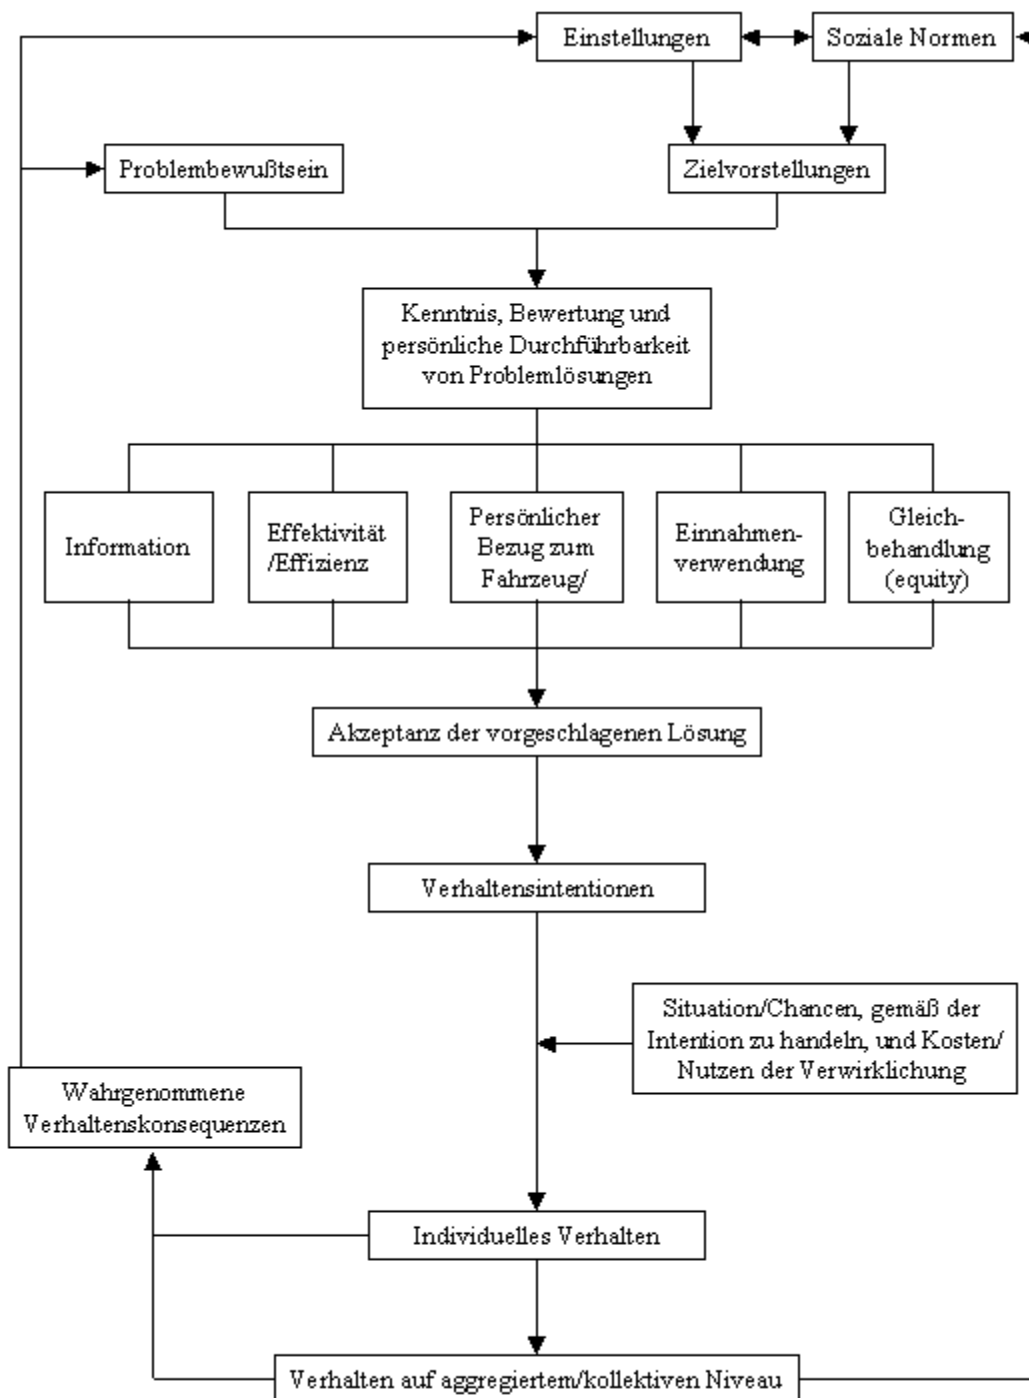 Einstellungen
Soziale Normen
Problembewußtsein
Zielvorstellungen
Kenntnis, Bewertung und
persönliche Durchführbarkeit
von Problemlösungen
Information
Effektivität
/Effizienz
Persönlicher
Bezug zum
Fahrzeug/
Einnahmen-
verwendung
Gleich-
behandlung
(equity)
Akzeptanz der vorgeschlagenen Lösung
Verhaltensintentionen
Situation/Chancen, gemäß der
Intention zu handeln, und Kosten/
Nutzen der Verwirklichung
Wahrgenommene
Verhaltenskonsequenzen
Individuelles Verhalten
Verhalten auf aggregiertem/kollektiven Niveau